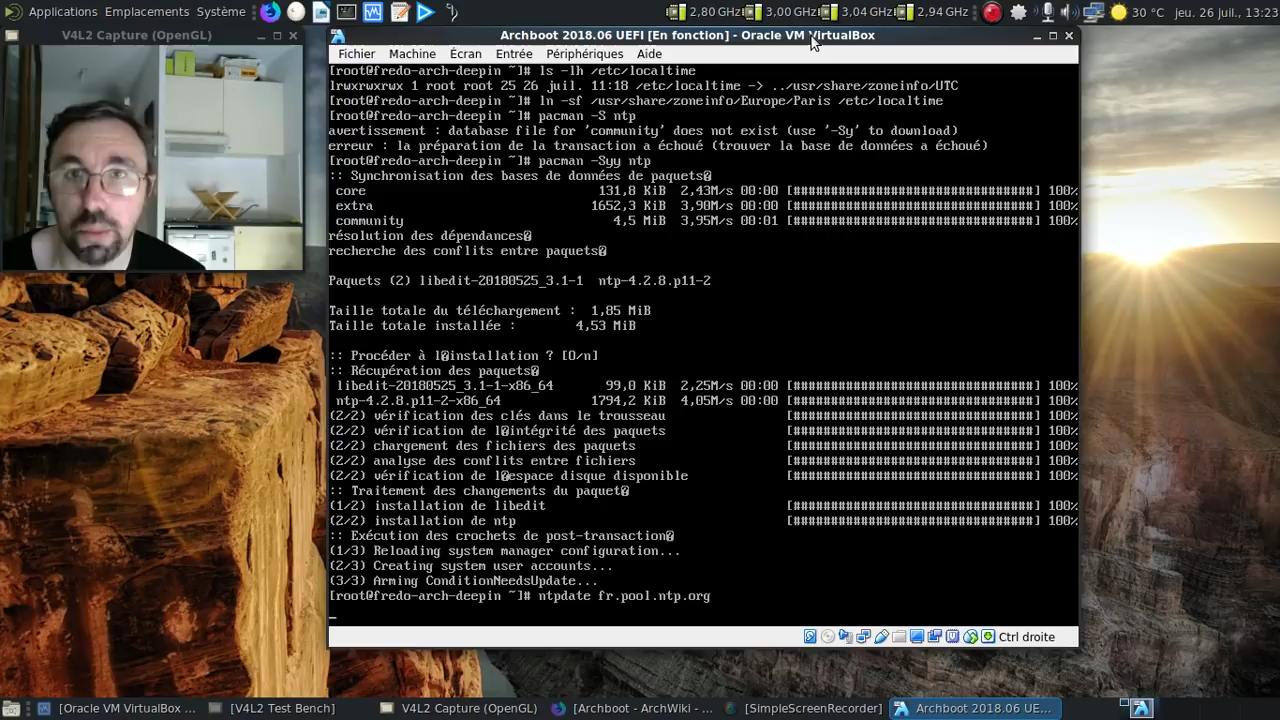 Applications Emplacements Système
2,80 GHz 3,00 GHz 3,04 GHz 2,94 GHz 30 °C jeu. 26 juil., 13:23
V4L2 Capture (OpenGL)
Archboot 2018.06 UEFI [En fonction] - Oracle VM VirtualBox
Fichier Machine Écran Entrée Périphériques Aide
[root@fredo-arch-deepin ~]# ls -lh /etc/localtime
lrwxrwxrwx 1 root root 25 26 juil. 11:18 /etc/localtime -> ../usr/share/zoneinfo/UTC
[root@fredo-arch-deepin ~]# ln -sf /usr/share/zoneinfo/Europe/Paris /etc/localtime
[root@fredo-arch-deepin ~]# pacman -S ntp
avertissement : database file for 'community' does not exist (use '-Sy' to download)
erreur : la préparation de la transaction a échoué (trouver la base de données a échoué)
[root@fredo-arch-deepin ~]# pacman -Syy ntp
:: Synchronisation des bases de données de paquets�
core 131,8 KiB 2,43M/s 00:00 [################################] 100%
extra 1652,3 KiB 3,90M/s 00:00 [################################] 100%
community 4,5 MiB 3,95M/s 00:01 [################################] 100%
résolution des dépendances�
recherche des conflits entre paquets�
Paquets (2) libedit-20180525_3.1-1 ntp-4.2.8.p11-2
Taille totale du téléchargement : 1,85 MiB
Taille totale installée : 4,53 MiB
:: Procéder à l�installation ? [O/n]
:: Récupération des paquets�
libedit-20180525_3.1-1-x86_64 99,0 KiB 2,25M/s 00:00 [################################] 100%
ntp-4.2.8.p11-2-x86_64 1794,2 KiB 4,05M/s 00:00 [################################] 100%
(2/2) vérification des clés dans le trousseau [################################] 100%
(2/2) vérification de l�intégrité des paquets [################################] 100%
(2/2) chargement des fichiers des paquets [################################] 100%
(2/2) analyse des conflits entre fichiers [################################] 100%
(2/2) vérification de l�espace disque disponible [################################] 100%
:: Traitement des changements du paquet�
(1/2) installation de libedit [################################] 100%
(2/2) installation de ntp [################################] 100%
:: Exécution des crochets de post-transaction�
(1/3) Reloading system manager configuration...
(2/3) Creating system user accounts...
(3/3) Arming ConditionNeedsUpdate...
[root@fredo-arch-deepin ~]# ntpdate fr.pool.ntp.org
Ctrl droite
[Oracle VM VirtualBox ... [V4L2 Test Bench] V4L2 Capture (OpenGL) [Archboot - ArchWiki - ... [SimpleScreenRecorder] Archboot 2018.06 UE...